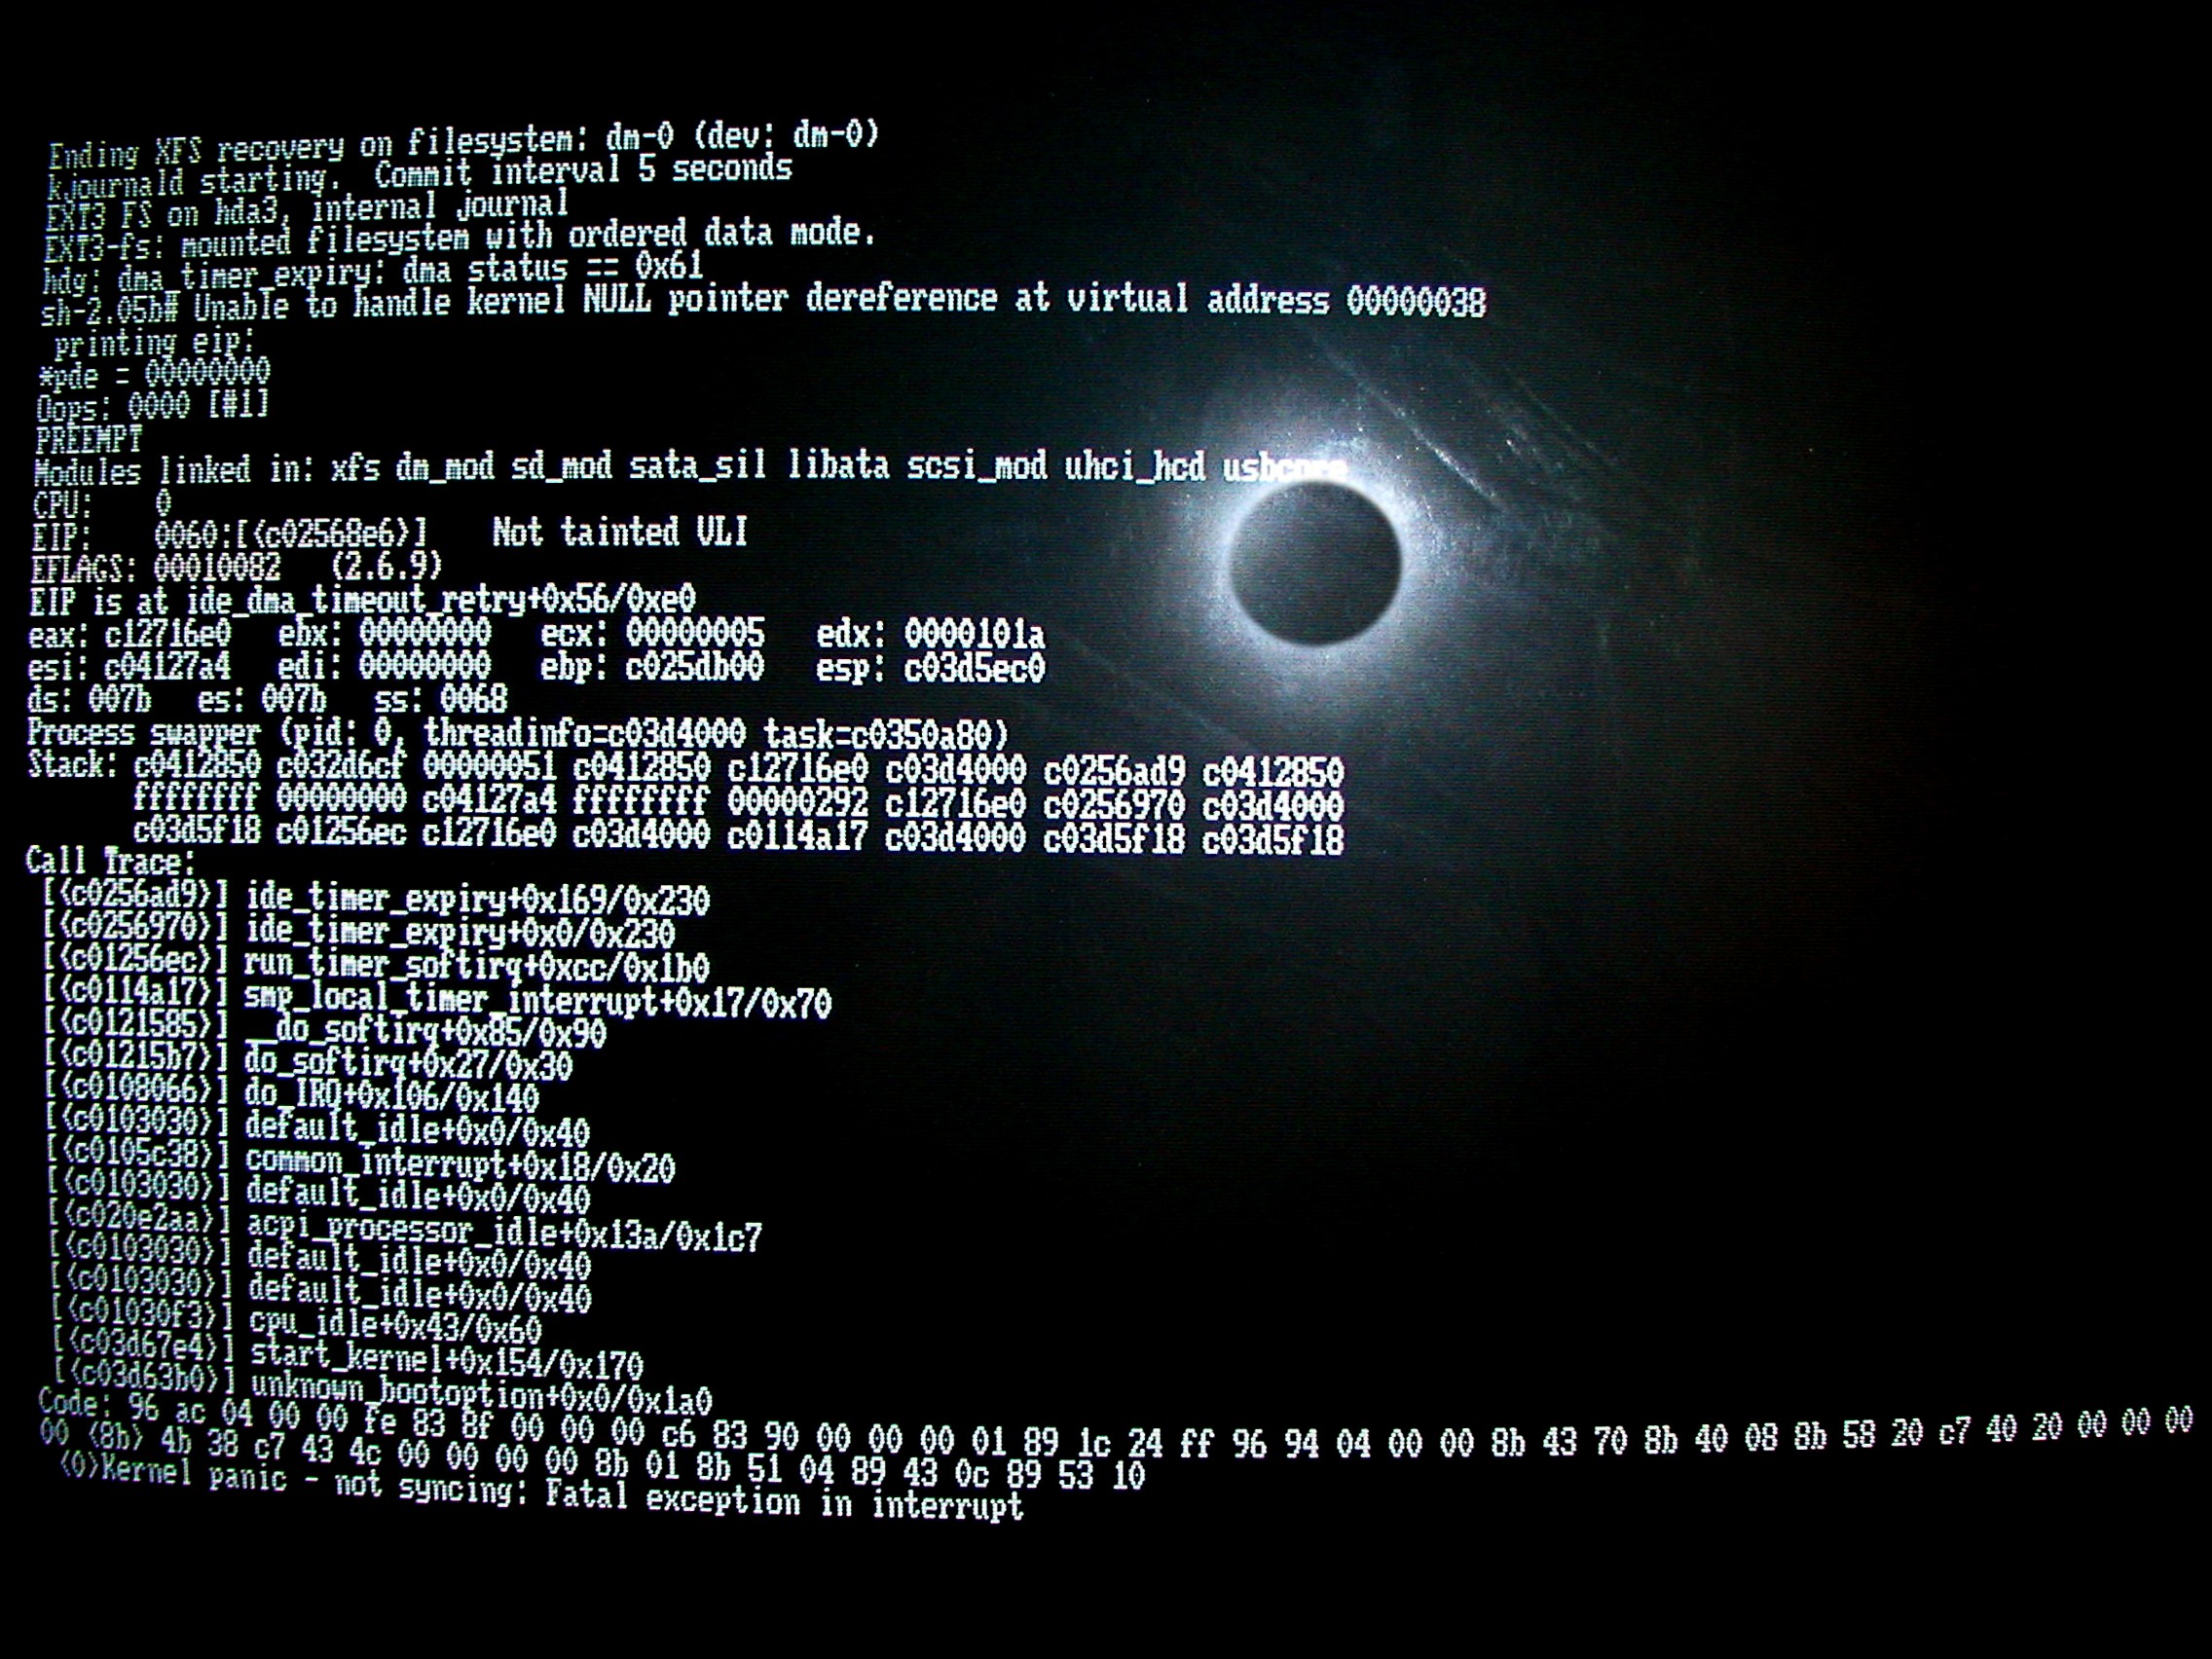 Ending XFS recovery on filesystem: dm-0 (dev: dm-0)
kjournald starting.  Commit interval 5 seconds
EXT3 FS on hda3, internal journal
EXT3-fs: mounted filesystem with ordered data mode.
hdg: dma_timer_expiry: dma status == 0x61
sh-2.05b# Unable to handle kernel NULL pointer dereference at virtual address 00000038
 printing eip:
*pde = 00000000
Oops: 0000 [#1]
PREEMPT
Modules linked in: xfs dm_mod sd_mod sata_sil libata scsi_mod uhci_hcd usbcore
CPU:    0
EIP:    0060:[<c02568e6>]    Not tainted VLI
EFLAGS: 00010082   (2.6.9)
EIP is at ide_dma_timeout_retry+0x56/0xe0
eax: c12716e0   ebx: 00000000   ecx: 00000005   edx: 0000101a
esi: c04127a4   edi: 00000000   ebp: c025db00   esp: c03d5ec0
ds: 007b   es: 007b   ss: 0068
Process swapper (pid: 0, threadinfo=c03d4000 task=c0350a80)
Stack: c0412850 c032d6cf 00000051 c0412850 c12716e0 c03d4000 c0256ad9 c0412850
       ffffffff 00000000 c04127a4 ffffffff 00000292 c12716e0 c0256970 c03d4000
       c03d5f18 c01256ec c12716e0 c03d4000 c0114a17 c03d4000 c03d5f18 c03d5f18
Call Trace:
 [<c0256ad9>] ide_timer_expiry+0x169/0x230
 [<c0256970>] ide_timer_expiry+0x0/0x230
 [<c01256ec>] run_timer_softirq+0xcc/0x1b0
 [<c0114a17>] smp_local_timer_interrupt+0x17/0x70
 [<c0121585>] __do_softirq+0x85/0x90
 [<c01215b7>] do_softirq+0x27/0x30
 [<c0108066>] do_IRQ+0x106/0x140
 [<c0103030>] default_idle+0x0/0x40
 [<c0105c38>] common_interrupt+0x18/0x20
 [<c0103030>] default_idle+0x0/0x40
 [<c020e2aa>] acpi_processor_idle+0x13a/0x1c7
 [<c0103030>] default_idle+0x0/0x40
 [<c0103030>] default_idle+0x0/0x40
 [<c01030f3>] cpu_idle+0x43/0x60
 [<c03d67e4>] start_kernel+0x154/0x170
 [<c03d63b0>] unknown_bootoption+0x0/0x1a0
Code: 96 ac 04 00 00 fe 83 8f 00 00 00 c6 83 90 00 00 00 01 89 1c 24 ff 96 94 04 00 00 8b 43 70 8b 40 08 8b 58 20 c7 40 20 00 00 00
00 <8b> 4b 38 c7 43 4c 00 00 00 00 8b 01 8b 51 04 89 43 0c 89 53 10
 <0>Kernel panic - not syncing: Fatal exception in interrupt